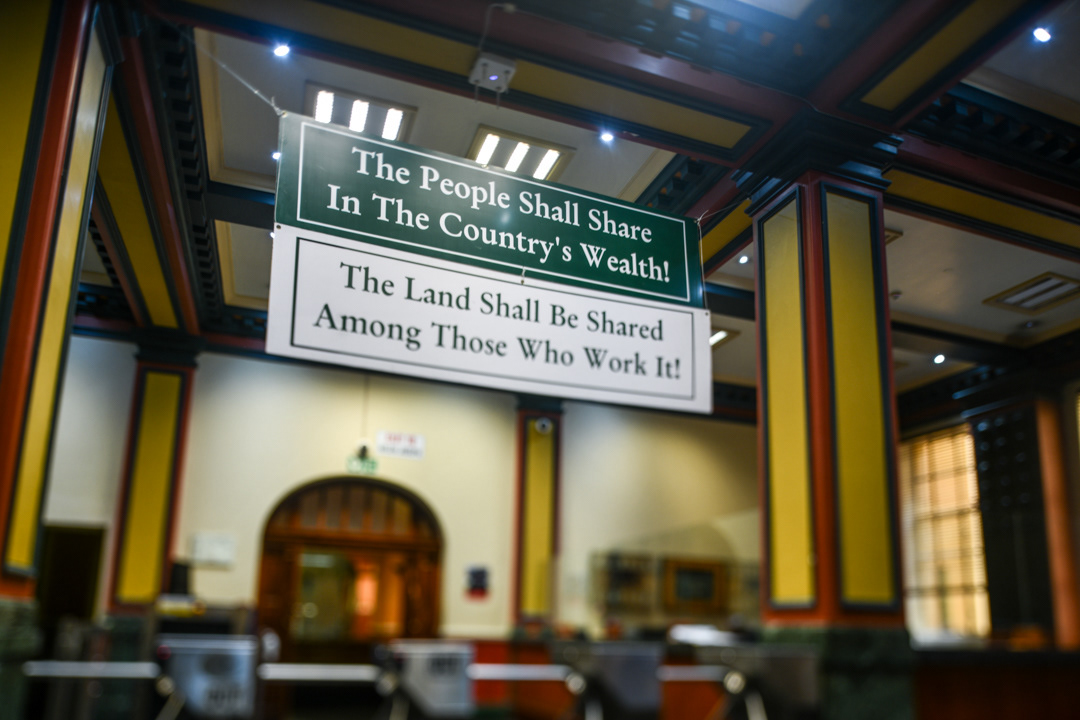 The People Shall Share
In The Country's Wealth!
The Land Shall Be Shared
Among Those Who Work It!